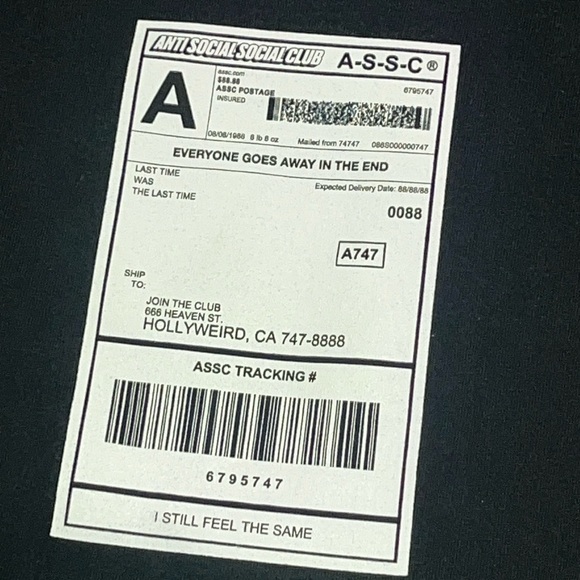 ANTI SOCIAL SOCIAL CLUB A-S-S-C®
A
assc.com
$88.88
ASSC POSTAGE
INSURED
6795747
08/08/1988 8 lb 8 oz Mailed from 74747 088S000000747
EVERYONE GOES AWAY IN THE END
LAST TIME
WAS
THE LAST TIME
Expected Delivery Date: 88/88/88
0088
A747
SHIP
TO:
JOIN THE CLUB
666 HEAVEN ST.
HOLLYWEIRD, CA 747-8888
ASSC TRACKING #
6795747
I STILL FEEL THE SAME